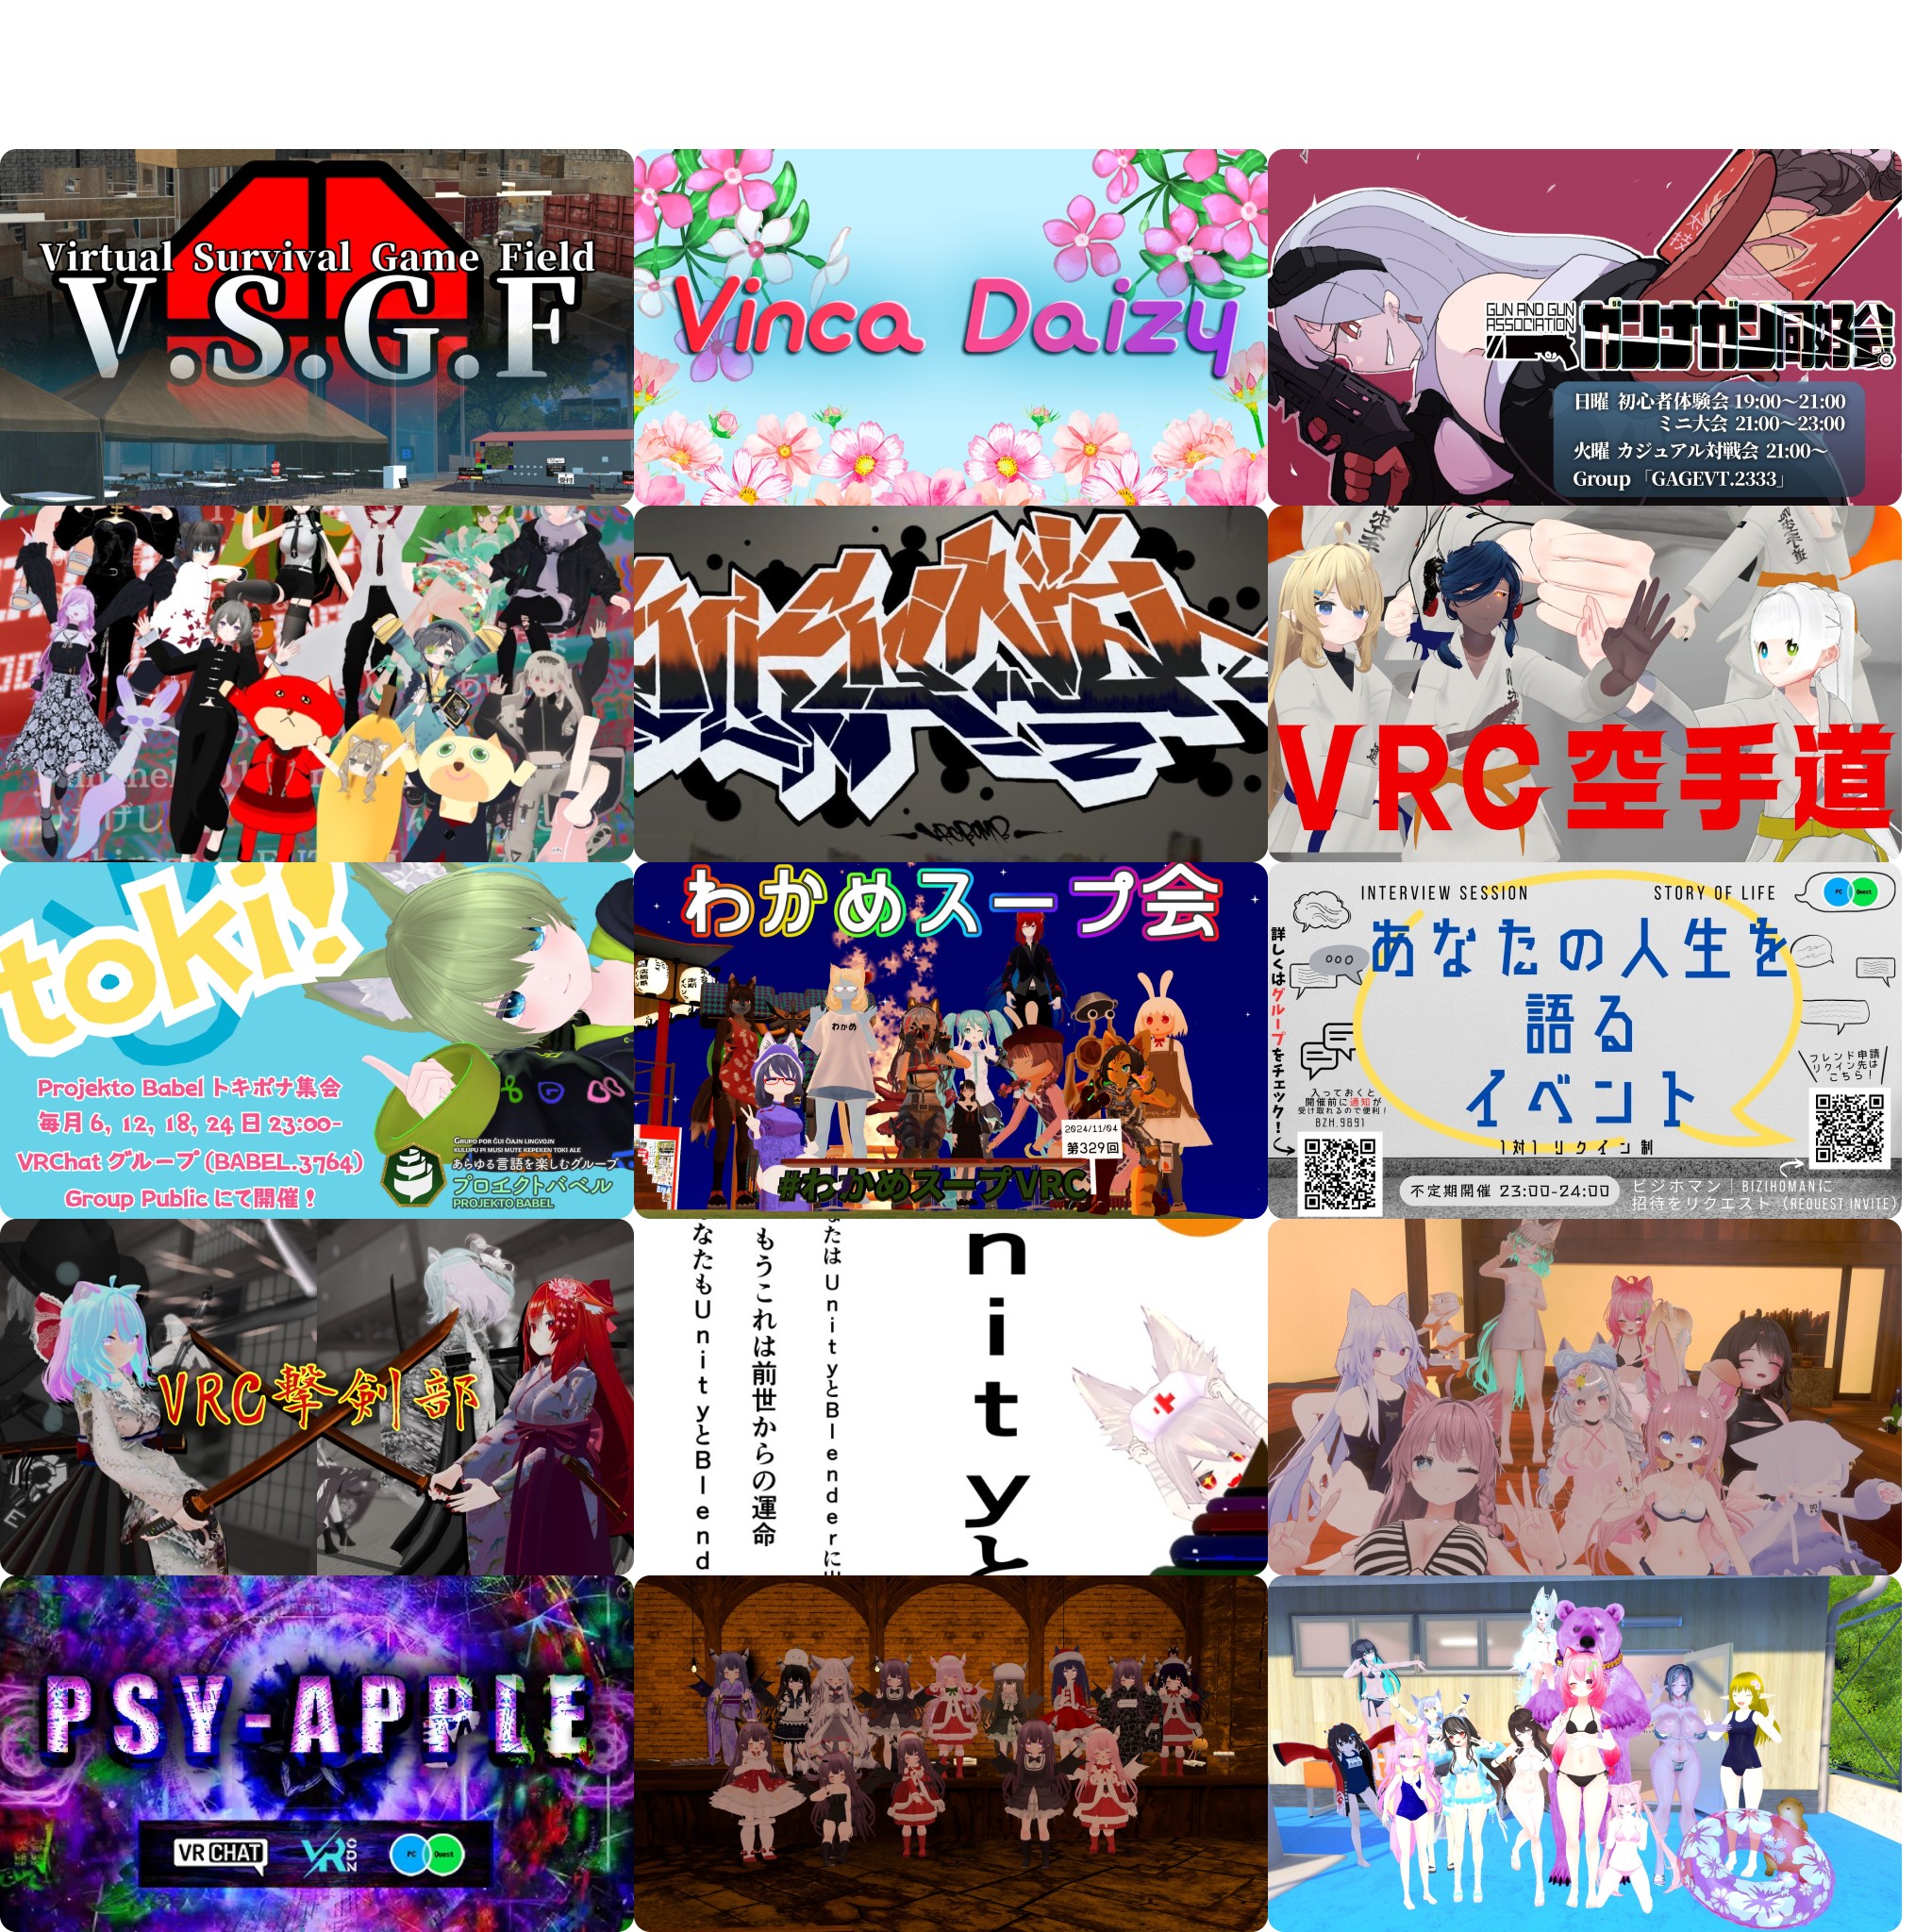 Virtual Survival Game Field
V.S.G.F
受付
Vinca Daizy
GUN AND GUN
ASSOCIATION
ガンナガン同好会
日曜 初心者体験会 19:00〜21:00
ミニ大会 21:00〜23:00
火曜 カジュアル対戦会 21:00〜
Group「GAGEVT.2333」
VRCBOMB
VRC空手道
toki!
Projekto Babel トキポナ集会
毎月 6, 12, 18, 24 日 23:00-
VRChat グループ (BABEL.3764)
Group Public にて開催！
GRUPO POR ĜUI ĈIAJN LINGVOJN
KULUPU PI MUSI MUTE KEPEKEN TOKI ALE
あらゆる言語を楽しむグループ
プロエクトバベル
PROJEKTO BABEL
わかめスープ会
わかめ
2024/11/04
第329回
#わかめスープVRC
INTERVIEW SESSION
STORY OF LIFE
PC
Quest
あなたの人生を
語る
イベント
1対1 リクイン制
詳しくはグループをチェック！
入っておくと
開催前に通知が
受け取れるので便利！
BZH.9891
フレンド申請
リクイン先は
こちら！
不定期開催 23:00-24:00
ビジホマン｜BIZIHOMANに
招待をリクエスト（REQUEST INVITE）
VRC撃剣部
nityと
たは UnityとBlenderに
もうこれは前世からの運命
なたもUnityとBlend
PSY-APPLE
VRCHAT
VR
PC
Quest